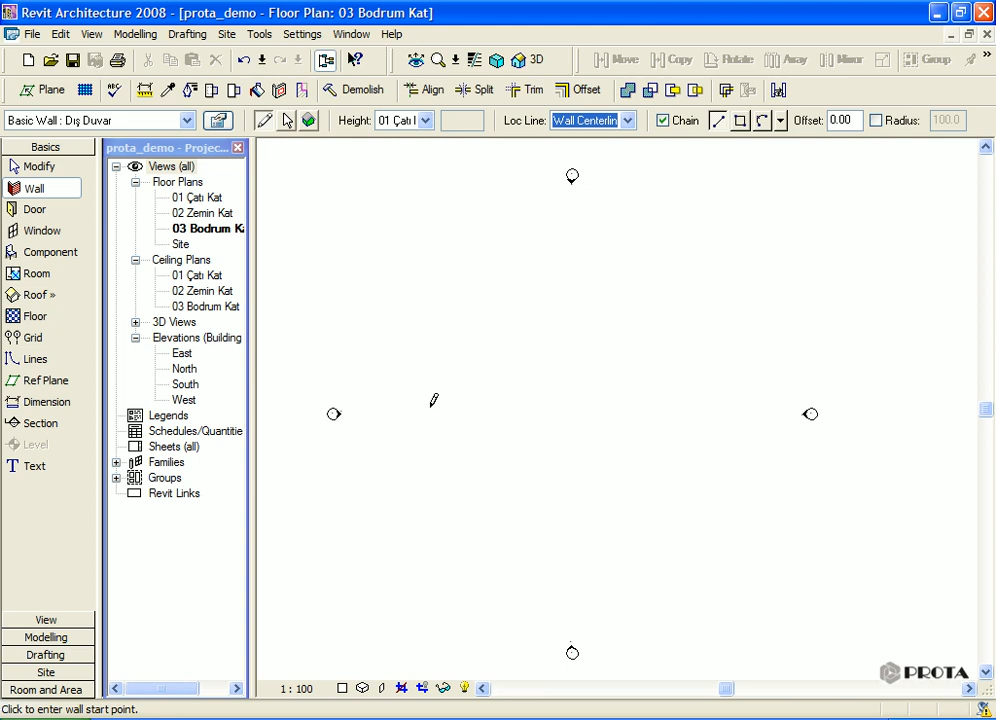 Revit Architecture 2008 - [prota_demo - Floor Plan: 03 Bodrum Kat]
File Edit View Modelling Drafting Site Tools Settings Window Help
3D Move Copy Rotate Array Mirror Group »
Plane Demolish Align Split Trim Offset
Basic Wall : Dış Duvar Height: 01 Çatı Loc Line: Wall Centerlin Chain Offset: 0.00 Radius: 100.0
Basics
Modify
Wall
Door
Window
Component
Room
Roof »
Floor
Grid
Lines
Ref Plane
Dimension
Section
Level
Text
View
Modelling
Drafting
Site
Room and Area
prota_demo - Projec...
Views (all)
Floor Plans
01 Çatı Kat
02 Zemin Kat
03 Bodrum Ka
Site
Ceiling Plans
01 Çatı Kat
02 Zemin Kat
03 Bodrum Kat
3D Views
Elevations (Building
East
North
South
West
Legends
Schedules/Quantitie
Sheets (all)
Families
Groups
Revit Links
PROTA
1 : 100
Click to enter wall start point.